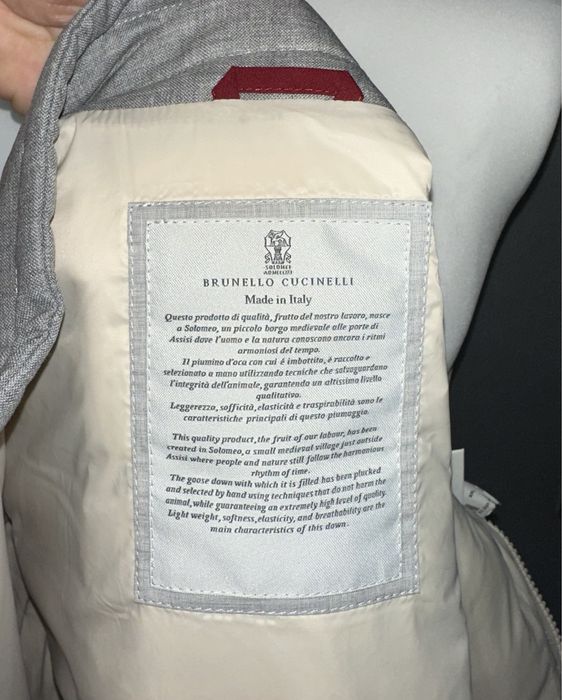 SOLOMEO
BRUNELLO CUCINELLI
Made in Italy
Questo prodotto di qualità, frutto del nostro lavoro, nasce
a Solomeo, un piccolo borgo medievale alle porte di
Assisi dove l'uomo e la natura conoscono ancora i ritmi
armoniosi del tempo.
Il piumino d'oca con cui è imbottito, è raccolto e
selezionato a mano utilizzando tecniche che salvaguardano
l'integrità dell'animale, garantendo un altissimo livello
qualitativo.
Leggerezza, sofficità, elasticità e traspirabilità sono le
caratteristiche principali di questo piumaggio.
This quality product, the fruit of our labour, has been
created in Solomeo, a small medieval village just outside
Assisi where people and nature still follow the harmonious
rhythm of time.
The goose down with which it is filled has been plucked
and selected by hand using techniques that do not harm the
animal, while guaranteeing an extremely high level of quality.
Light weight, softness, elasticity, and breathability are the
main characteristics of this down.